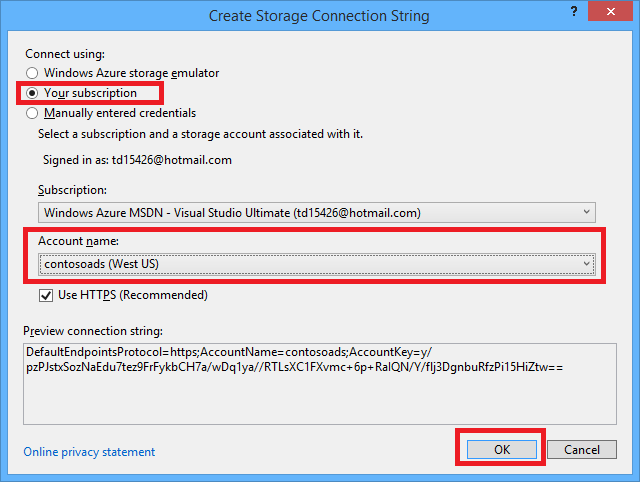 Create Storage Connection String
?
Connect using:
Windows Azure storage emulator
Your subscription
Manually entered credentials
Select a subscription and a storage account associated with it.
Signed in as: td15426@hotmail.com
Subscription:
Windows Azure MSDN - Visual Studio Ultimate (td15426@hotmail.com)
Account name:
contosoads (West US)
Use HTTPS (Recommended)
Preview connection string:
DefaultEndpointsProtocol=https;AccountName=contosoads;AccountKey=y/
pzPJstxSozNaEdu7tez9FrFykbCH7a/wDq1ya//RTLsXC1FXvmc+6p+RalQN/Y/fIj3DgnbuRfzPi15HiZtw==
Online privacy statement
OK
Cancel